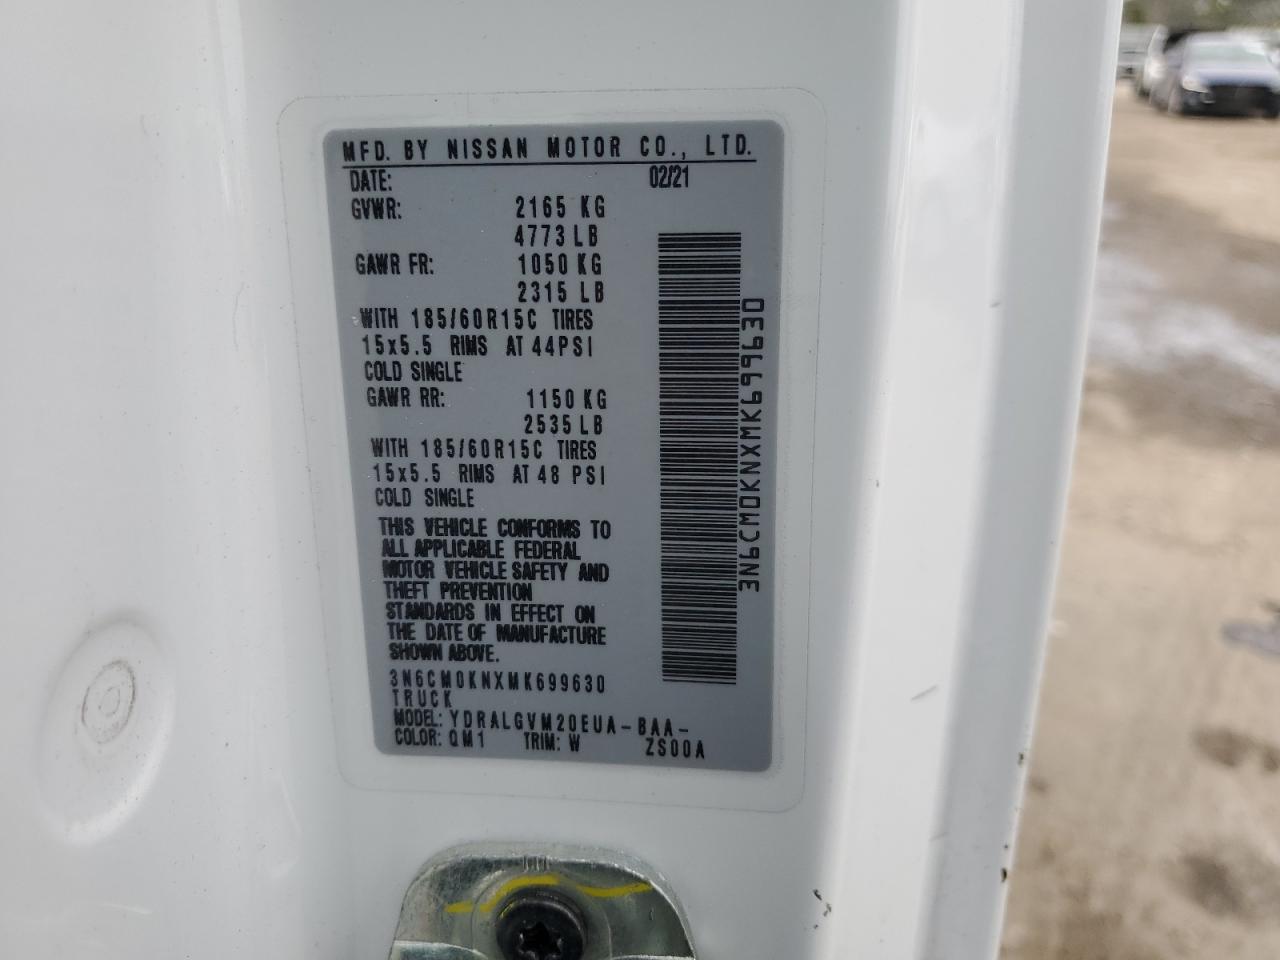 MFD. BY NISSAN MOTOR CO., LTD.
DATE: 02/21
GVWR: 2165 KG
4773 LB
GAWR FR: 1050 KG
2315 LB
WITH 185/60R15C TIRES
15x5.5 RIMS AT 44PSI
COLD SINGLE
GAWR RR: 1150 KG
2535 LB
WITH 185/60R15C TIRES
15x5.5 RIMS AT 48 PSI
COLD SINGLE
THIS VEHICLE CONFORMS TO
ALL APPLICABLE FEDERAL
MOTOR VEHICLE SAFETY AND
THEFT PREVENTION
STANDARDS IN EFFECT ON
THE DATE OF MANUFACTURE
SHOWN ABOVE.
3N6CM0KNXMK699630
TRUCK
MODEL: YDRALGVM20EUA-BAA-
COLOR: QM1 TRIM: W ZS00A
3N6CM0KNXMK699630